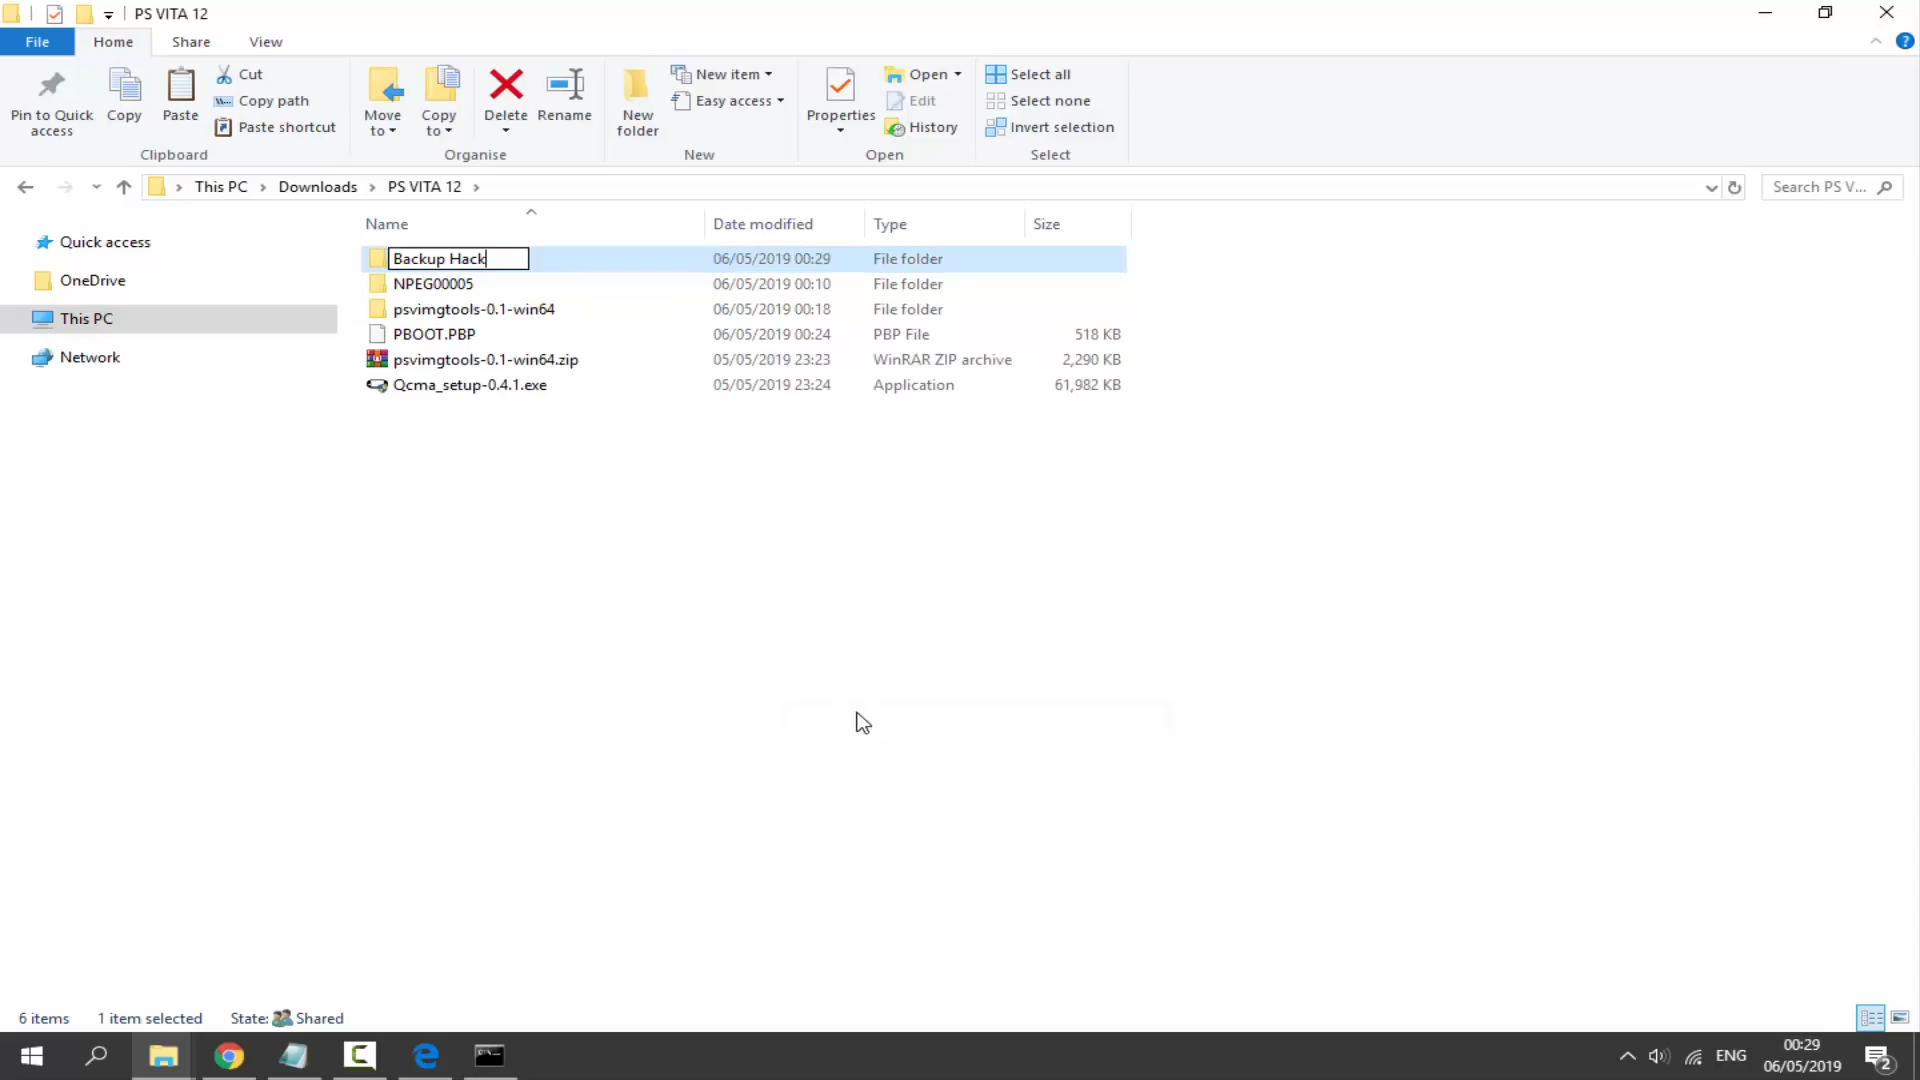 PS VITA 12
File Home Share View
Pin to Quick access
Copy
Paste
Cut
Copy path
Paste shortcut
Clipboard
Move to
Copy to
Delete
Rename
Organise
New folder
New item
Easy access
New
Properties
Open
Edit
History
Open
Select all
Select none
Invert selection
Select
This PC Downloads PS VITA 12
Search PS V...
Quick access
OneDrive
This PC
Network
Name Date modified Type Size
Backup Hack 06/05/2019 00:29 File folder
NPEG00005 06/05/2019 00:10 File folder
psvimgtools-0.1-win64 06/05/2019 00:18 File folder
PBOOT.PBP 06/05/2019 00:24 PBP File 518 KB
psvimgtools-0.1-win64.zip 05/05/2019 23:23 WinRAR ZIP archive 2,290 KB
Qcma_setup-0.4.1.exe 05/05/2019 23:24 Application 61,982 KB
6 items 1 item selected State: Shared
ENG
00:29
06/05/2019
2